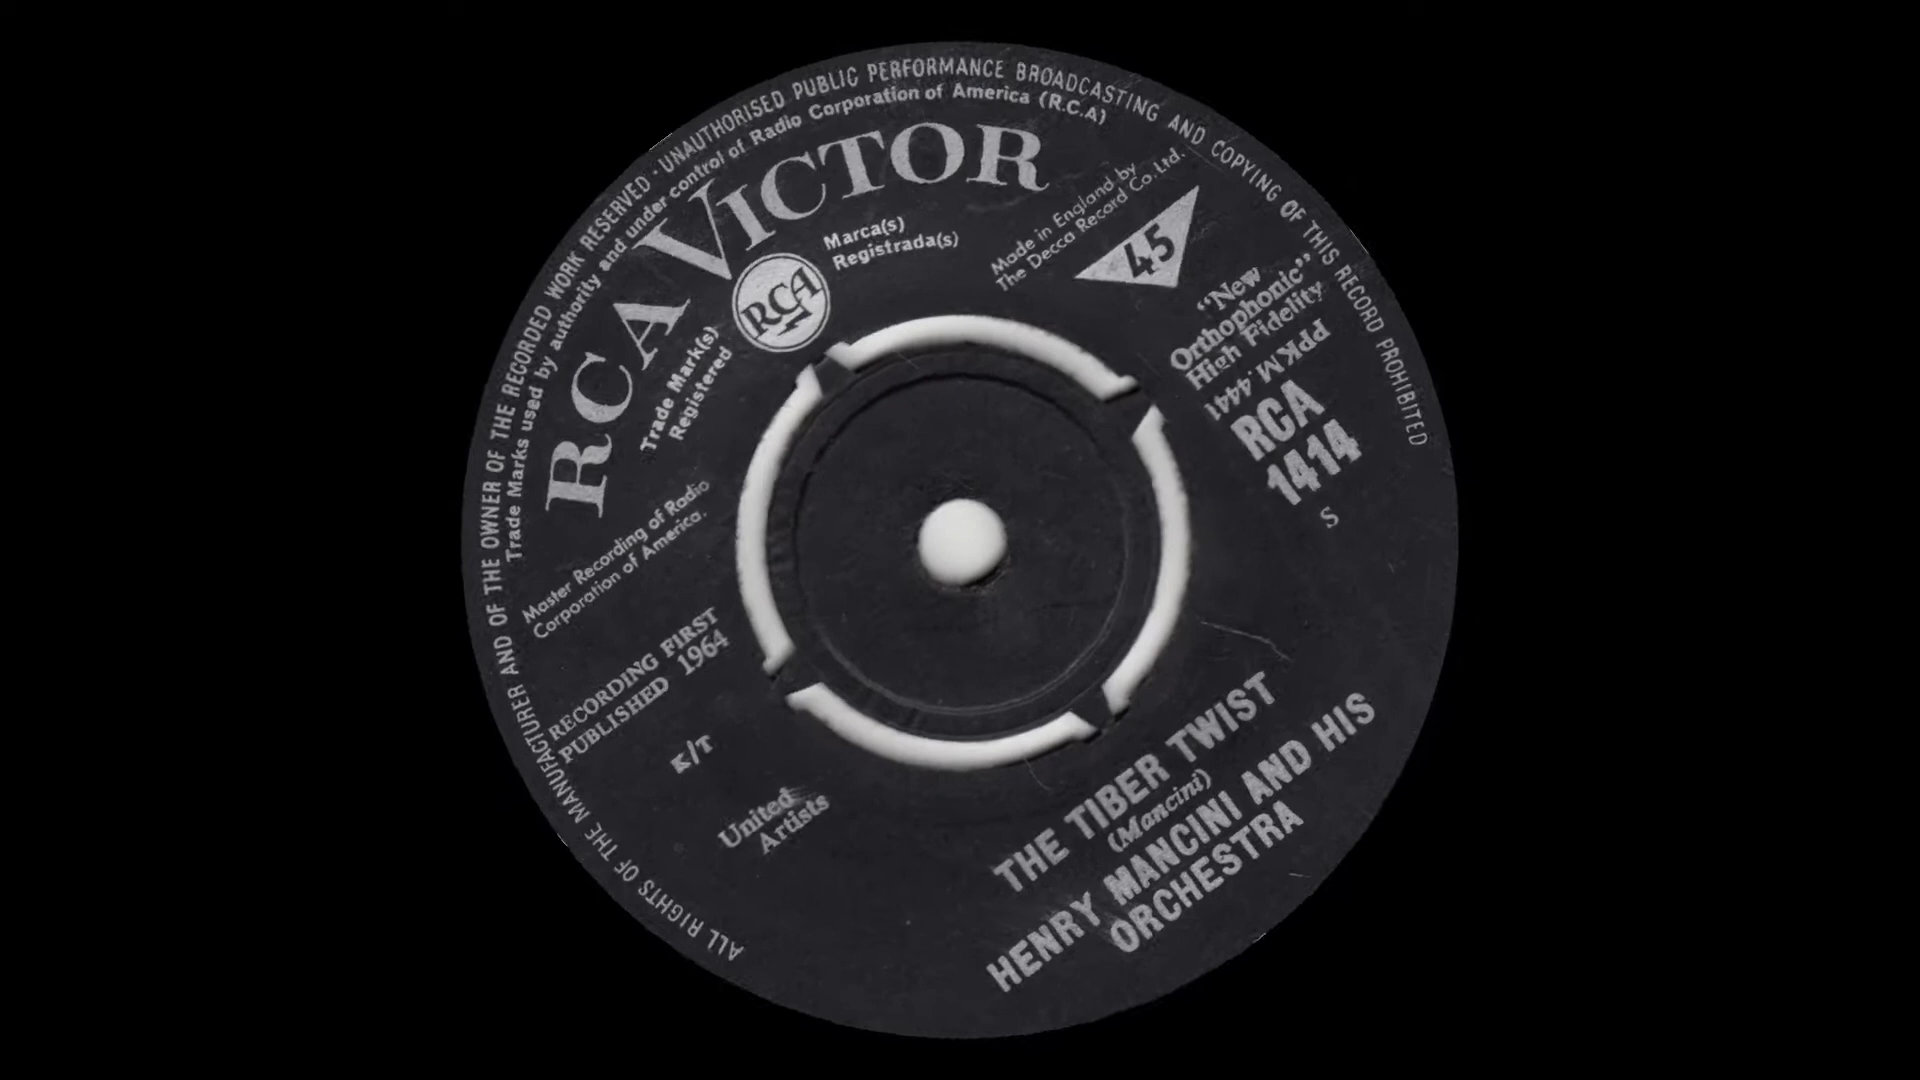 ALL RIGHTS OF THE MANUFACTURER AND OF THE OWNER OF THE RECORDED WORK RESERVED · UNAUTHORISED PUBLIC PERFORMANCE BROADCASTING AND COPYING OF THIS RECORD PROHIBITED
Trade Marks used by authority and under control of Radio Corporation of America (R.C.A)
RCA VICTOR
RCA
Marca(s)
Registrada(s)
Trade Mark(s)
Registered
Made in England by
The Decca Record Co. Ltd.
45
"New
Orthophonic"
High Fidelity
PPKM.4441
RCA
1414
S
Master Recording of Radio
Corporation of America.
RECORDING FIRST
PUBLISHED 1964
K/T
United
Artists
THE TIBER TWIST
(Mancini)
HENRY MANCINI AND HIS
ORCHESTRA